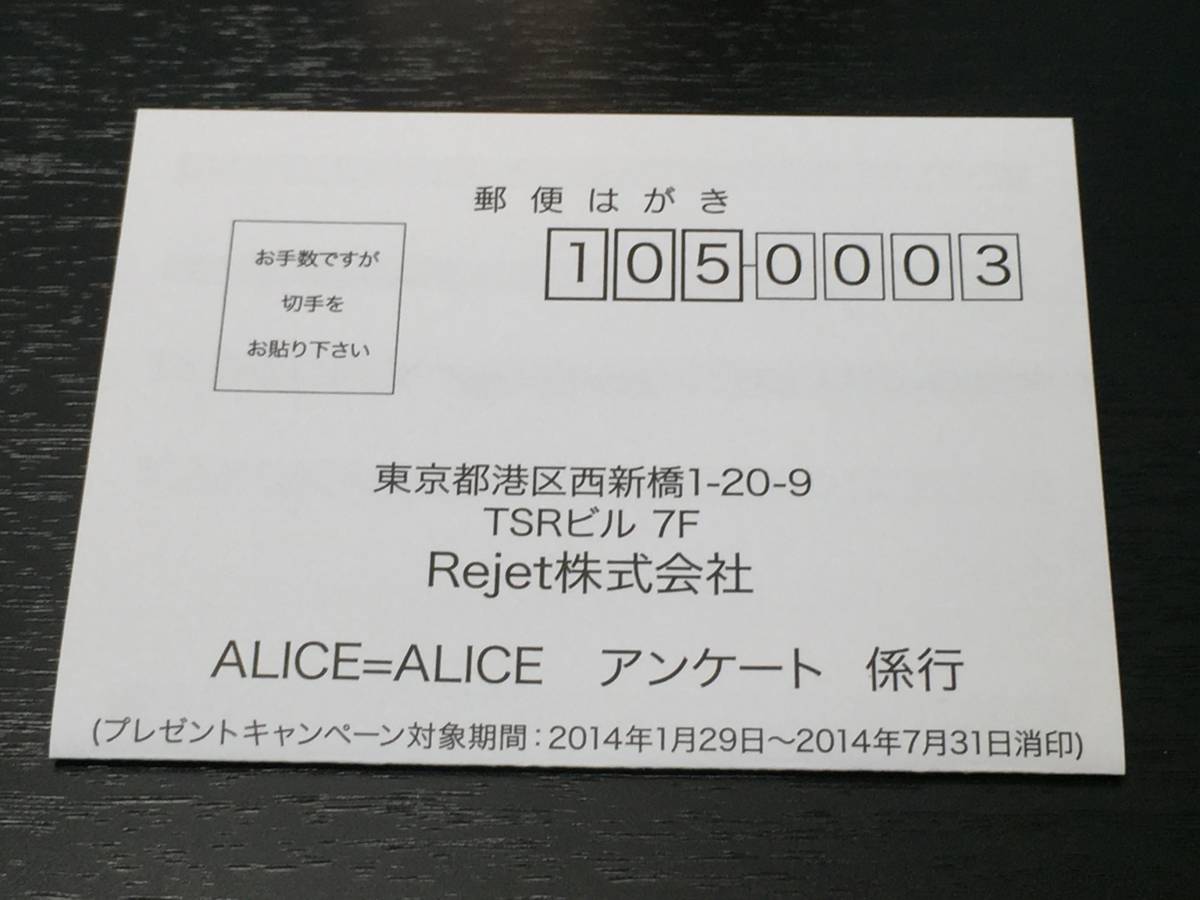 郵便はがき
105-0003
お手数ですが
切手を
お貼り下さい
東京都港区西新橋1-20-9
TSRビル 7F
Rejet株式会社
ALICE=ALICE　アンケート　係行
(プレゼントキャンペーン対象期間：2014年1月29日～2014年7月31日消印)